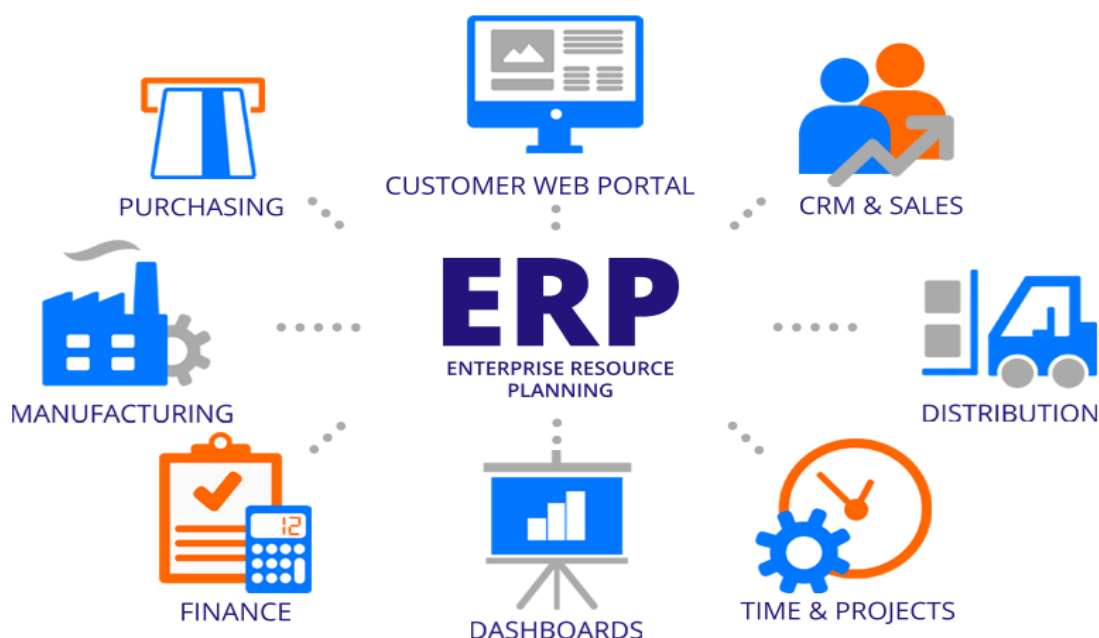 CUSTOMER WEB PORTAL
PURCHASING
CRM & SALES
ERP
ENTERPRISE RESOURCE
PLANNING
MANUFACTURING
DISTRIBUTION
12
FINANCE
DASHBOARDS
TIME & PROJECTS